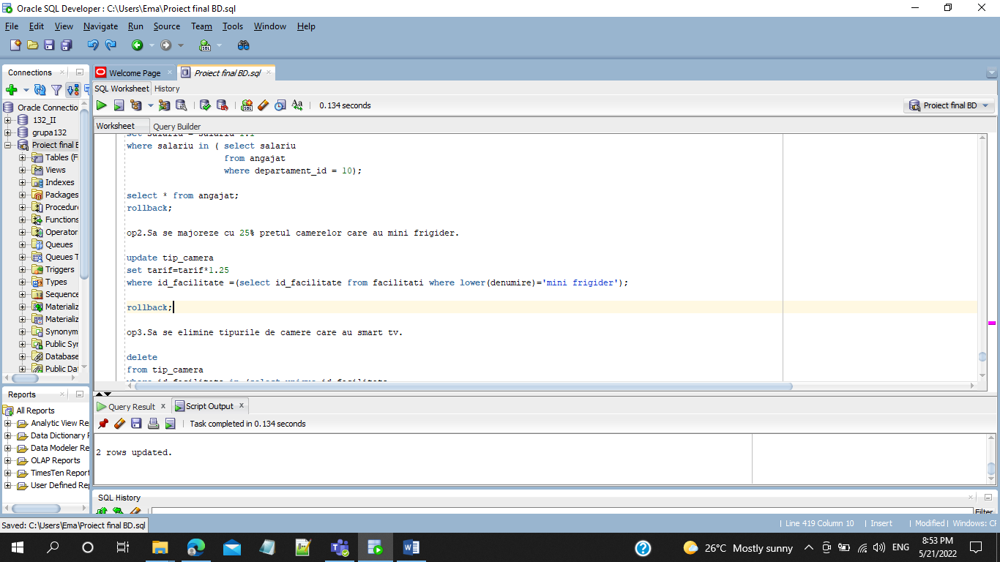 Oracle SQL Developer : C:\Users\Ema\Proiect final BD.sql
File Edit View Navigate Run Source Team Tools Window Help
Connections
Welcome Page
Proiect final BD.sql
SQL Worksheet History
0.134 seconds
Proiect final BD
Worksheet Query Builder
Oracle Connectio
132_II
grupa132
Proiect final B
Tables (F
Views
Indexes
Packages
Procedur
Functions
Operator
Queues
Queues T
Triggers
Types
Sequence
Materializ
Materializ
Synonym
Public Syr
Database
Public Da
where salariu in ( select salariu
from angajat
where departament_id = 10);
select * from angajat;
rollback;
op2.Sa se majoreze cu 25% pretul camerelor care au mini frigider.
update tip_camera
set tarif=tarif*1.25
where id_facilitate =(select id_facilitate from facilitati where lower(denumire)='mini frigider');
rollback;
op3.Sa se elimine tipurile de camere care au smart tv.
delete
from tip_camera
Reports
All Reports
Analytic View Re
Data Dictionary R
Data Modeler Re
OLAP Reports
TimesTen Report
User Defined Rep
Query Result
Script Output
Task completed in 0.134 seconds
2 rows updated.
SQL History
Filter
Saved: C:\Users\Ema\Proiect final BD.sql
Line 419 Column 10
Insert
Modified
Windows: CF
26°C Mostly sunny
ENG
8:53 PM
5/21/2022